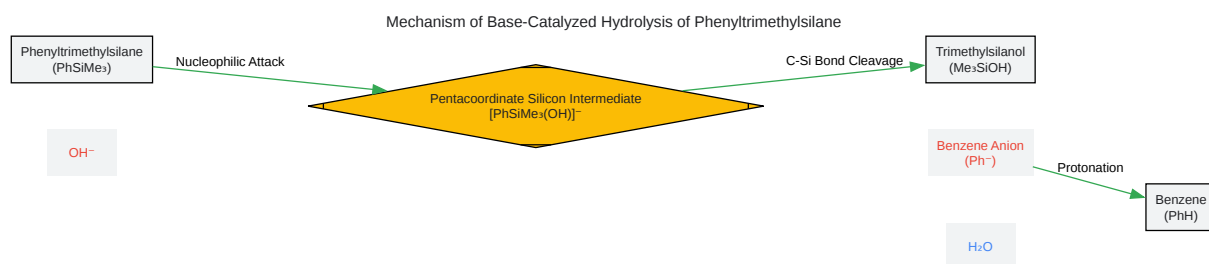 Mechanism of Base-Catalyzed Hydrolysis of Phenyltrimethylsilane
Phenyltrimethylsilane
(PhSiMe₃)
Nucleophilic Attack
Pentacoordinate Silicon Intermediate
[PhSiMe₃(OH)]⁻
C-Si Bond Cleavage
Trimethylsilanol
(Me₃SiOH)
OH⁻
Benzene Anion
(Ph⁻)
Protonation
Benzene
(PhH)
H₂O